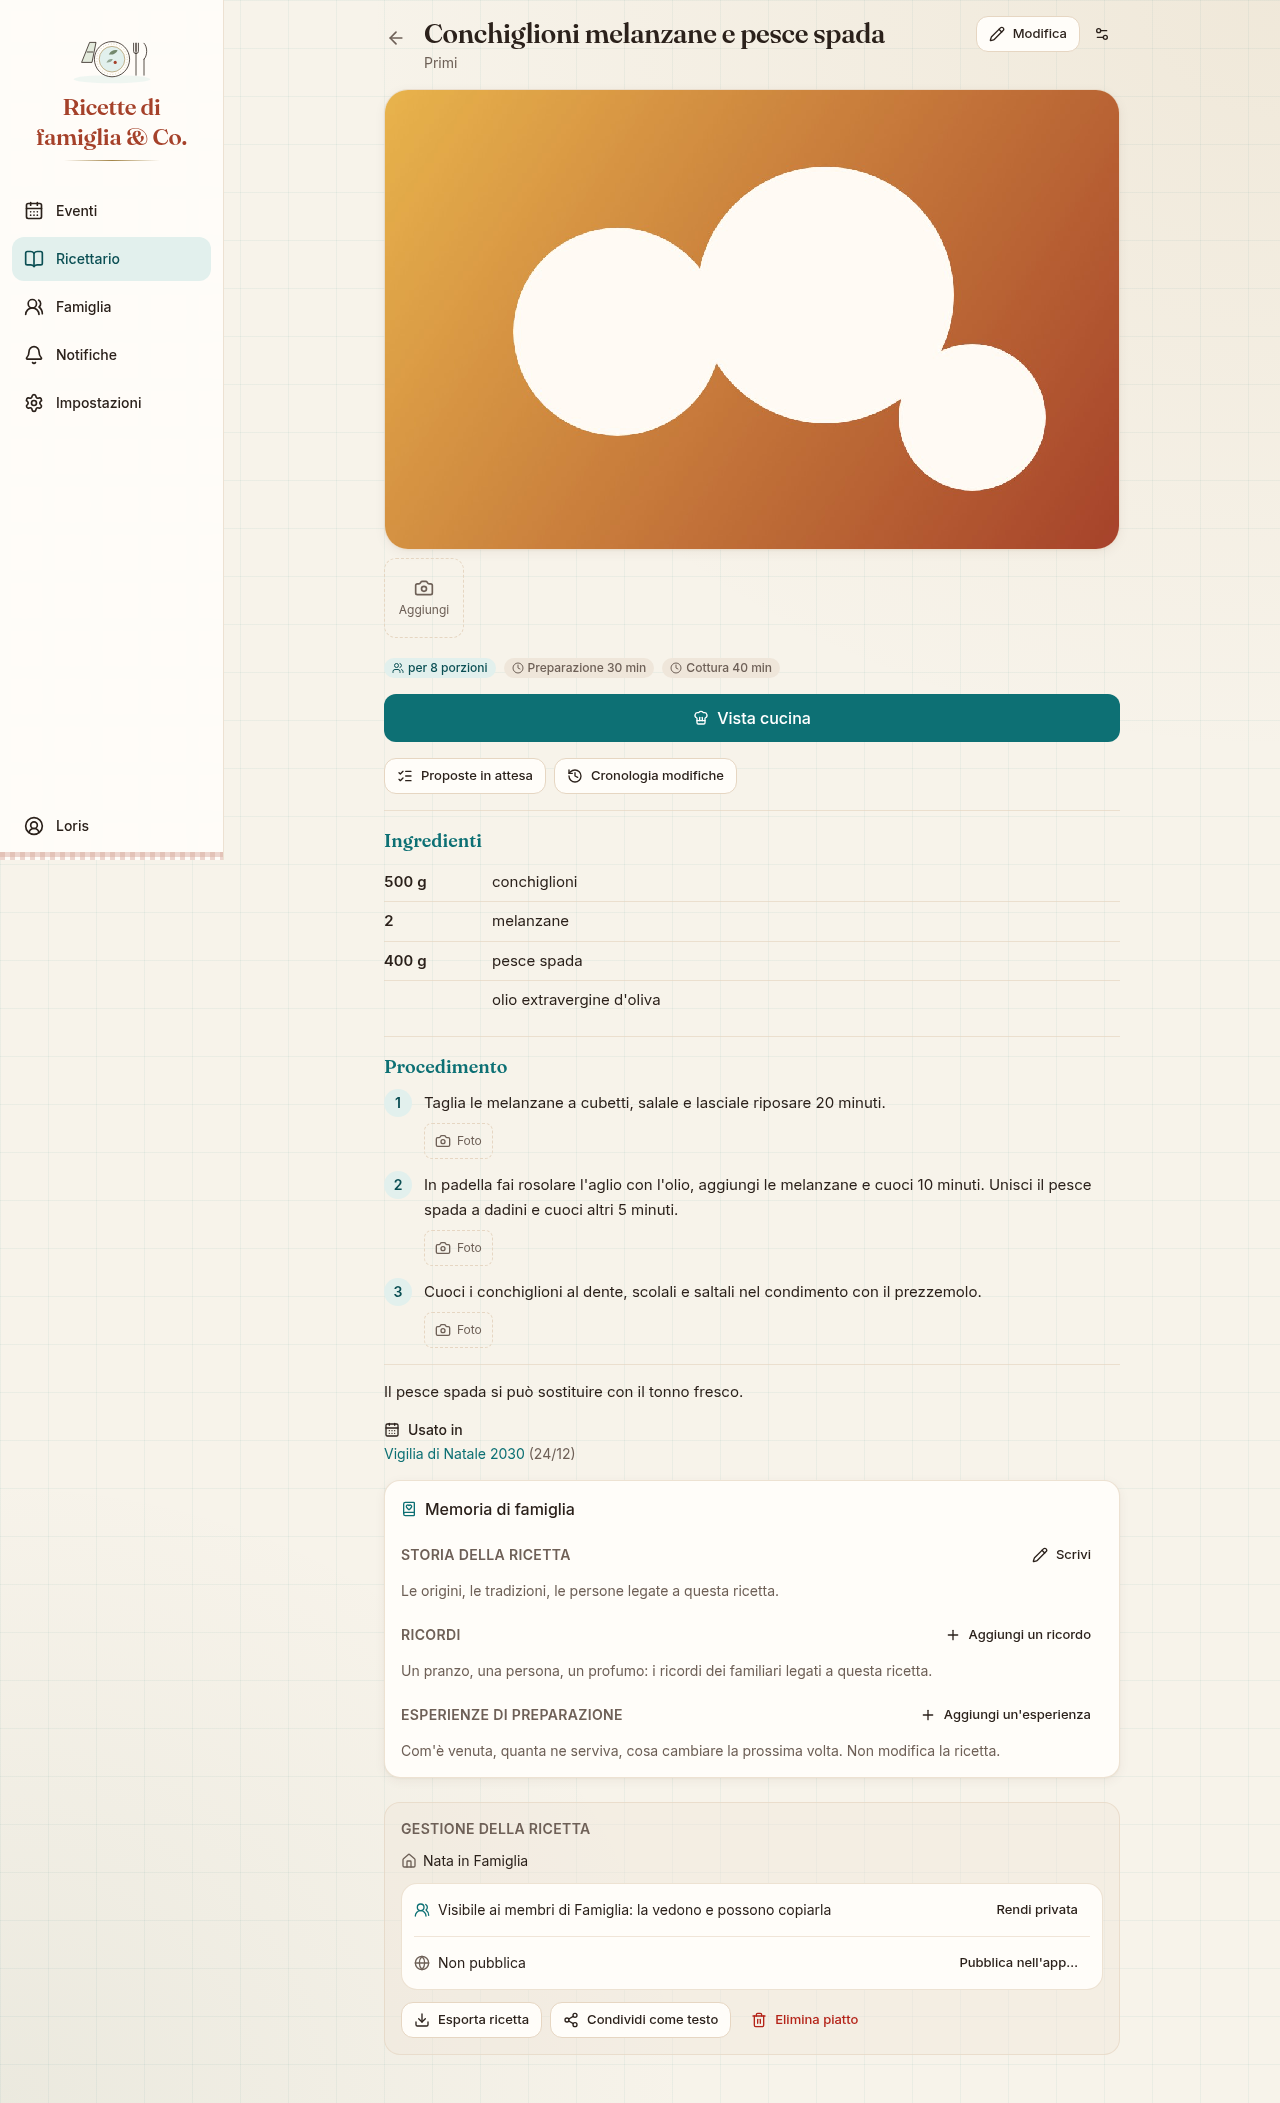 Ricette di
famiglia & Co.
Eventi
Ricettario
Famiglia
Notifiche
Impostazioni
Loris
Conchiglioni melanzane e pesce spada
Primi
Modifica
Aggiungi
per 8 porzioni
Preparazione 30 min
Cottura 40 min
Vista cucina
Proposte in attesa
Cronologia modifiche
Ingredienti
500 g conchiglioni
2 melanzane
400 g pesce spada
olio extravergine d'oliva
Procedimento
1 Taglia le melanzane a cubetti, salale e lasciale riposare 20 minuti.
Foto
2 In padella fai rosolare l'aglio con l'olio, aggiungi le melanzane e cuoci 10 minuti. Unisci il pesce
spada a dadini e cuoci altri 5 minuti.
Foto
3 Cuoci i conchiglioni al dente, scolali e saltali nel condimento con il prezzemolo.
Foto
Il pesce spada si può sostituire con il tonno fresco.
Usato in
Vigilia di Natale 2030 (24/12)
Memoria di famiglia
STORIA DELLA RICETTA
Scrivi
Le origini, le tradizioni, le persone legate a questa ricetta.
RICORDI
Aggiungi un ricordo
Un pranzo, una persona, un profumo: i ricordi dei familiari legati a questa ricetta.
ESPERIENZE DI PREPARAZIONE
Aggiungi un'esperienza
Com'è venuta, quanta ne serviva, cosa cambiare la prossima volta. Non modifica la ricetta.
GESTIONE DELLA RICETTA
Nata in Famiglia
Visibile ai membri di Famiglia: la vedono e possono copiarla
Rendi privata
Non pubblica
Pubblica nell'app…
Esporta ricetta
Condividi come testo
Elimina piatto